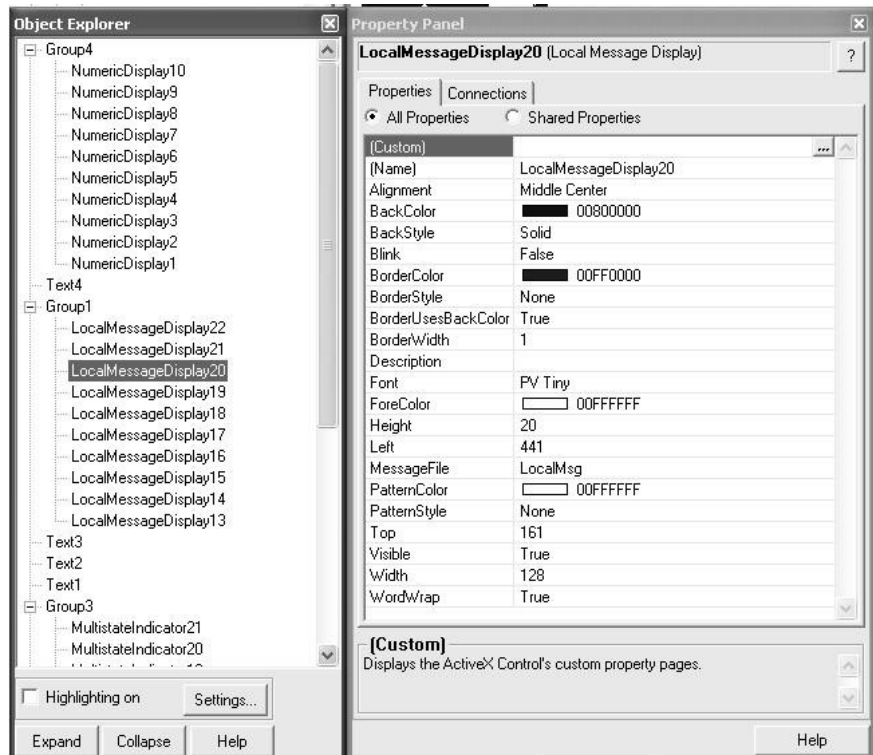 Object Explorer
Group4
NumericDisplay10
NumericDisplay9
NumericDisplay8
NumericDisplay7
NumericDisplay6
NumericDisplay5
NumericDisplay4
NumericDisplay3
NumericDisplay2
NumericDisplay1
Text4
Group1
LocalMessageDisplay22
LocalMessageDisplay21
LocalMessageDisplay20
LocalMessageDisplay19
LocalMessageDisplay18
LocalMessageDisplay17
LocalMessageDisplay16
LocalMessageDisplay15
LocalMessageDisplay14
LocalMessageDisplay13
Text3
Text2
Text1
Group3
MultistateIndicator21
MultistateIndicator20
Highlighting on
Settings...
Expand Collapse Help
Property Panel
LocalMessageDisplay20 (Local Message Display) ?
Properties Connections
All Properties Shared Properties
(Custom) ...
(Name) LocalMessageDisplay20
Alignment Middle Center
BackColor 00800000
BackStyle Solid
Blink False
BorderColor 00FF0000
BorderStyle None
BorderUsesBackColor True
BorderWidth 1
Description
Font PV Tiny
ForeColor 00FFFFFF
Height 20
Left 441
MessageFile LocalMsg
PatternColor 00FFFFFF
PatternStyle None
Top 161
Visible True
Width 128
WordWrap True
(Custom)
Displays the ActiveX Control's custom property pages.
Help